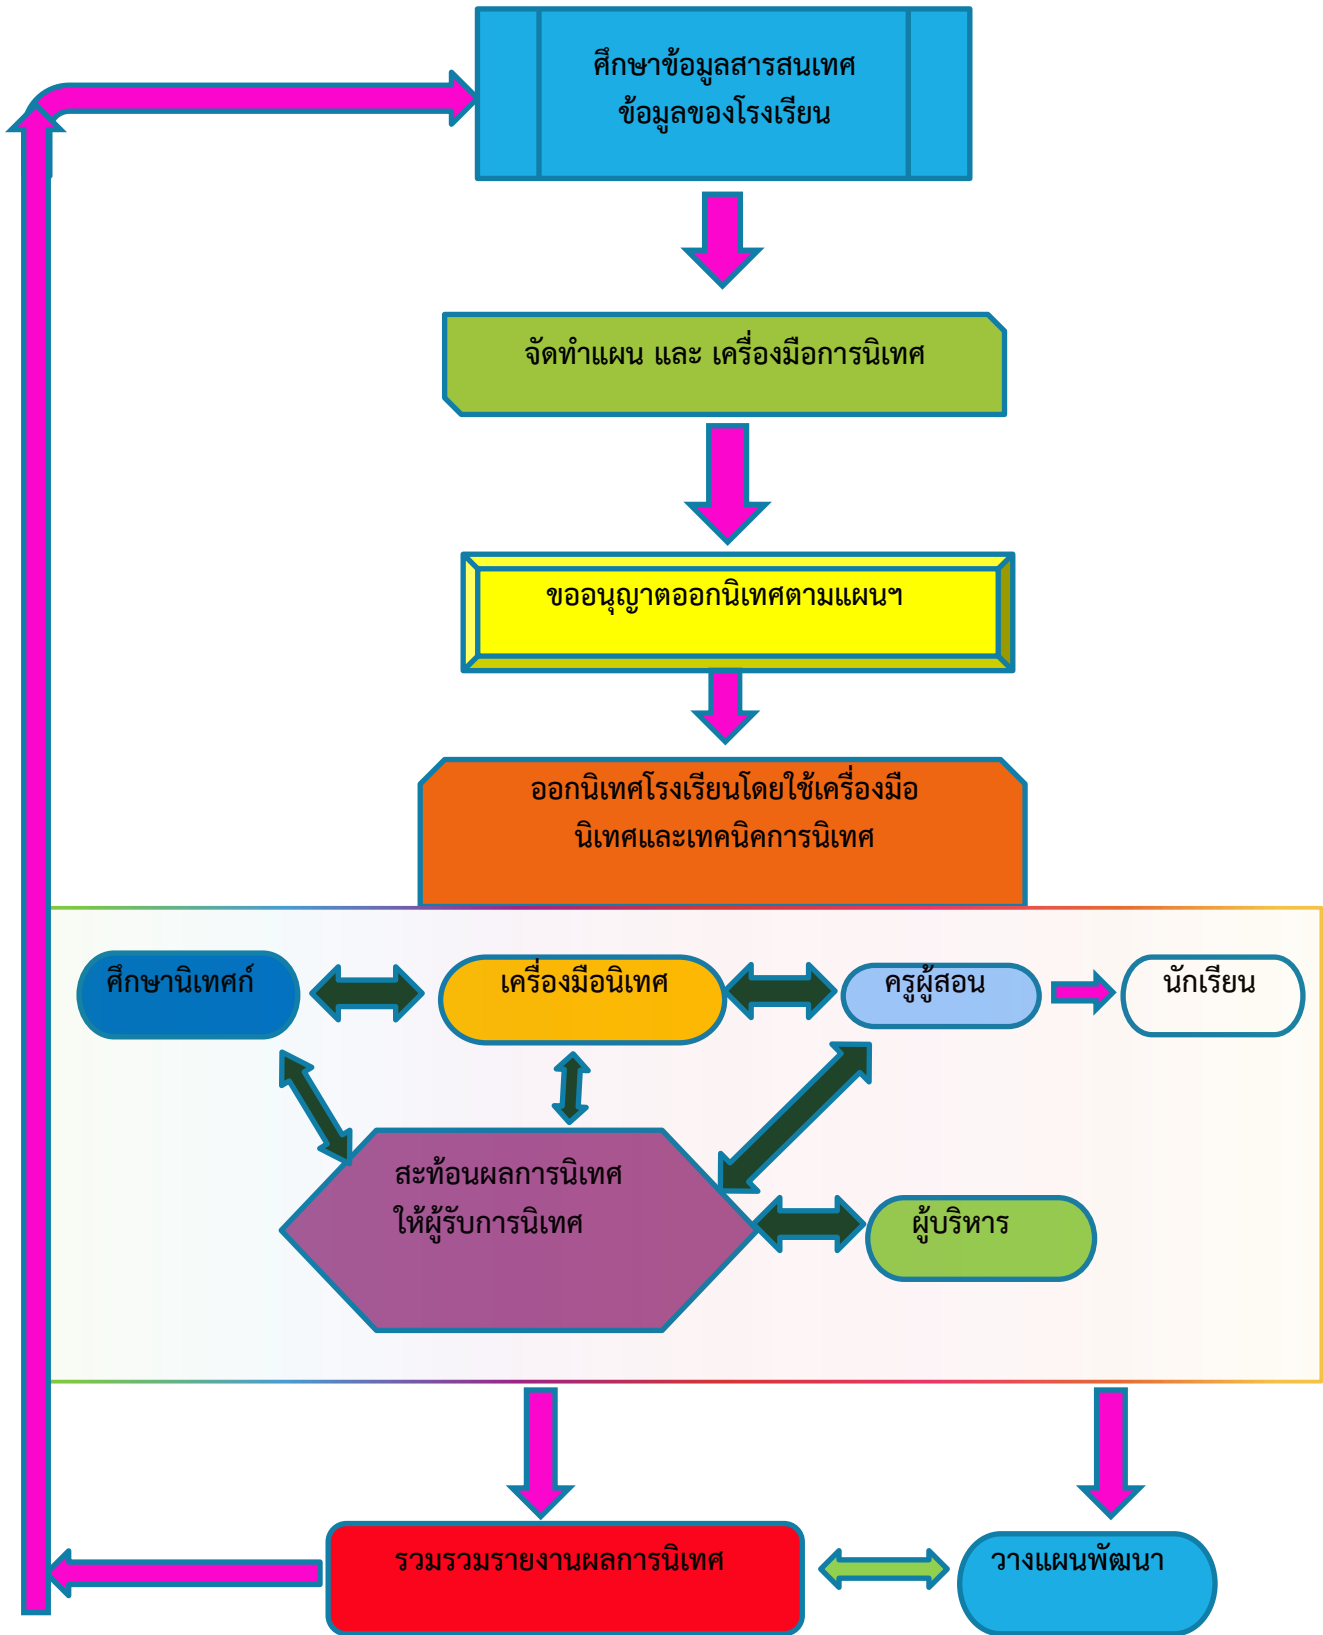 ศึกษาข้อมูลสารสนเทศ
ข้อมูลของโรงเรียน
จัดทำแผน และ เครื่องมือการนิเทศ
ขออนุญาตออกนิเทศตามแผนฯ
ออกนิเทศโรงเรียนโดยใช้เครื่องมือ
นิเทศและเทคนิคการนิเทศ
ศึกษานิเทศก์
เครื่องมือนิเทศ
ครูผู้สอน
นักเรียน
สะท้อนผลการนิเทศ
ให้ผู้รับการนิเทศ
ผู้บริหาร
รวมรวมรายงานผลการนิเทศ
วางแผนพัฒนา